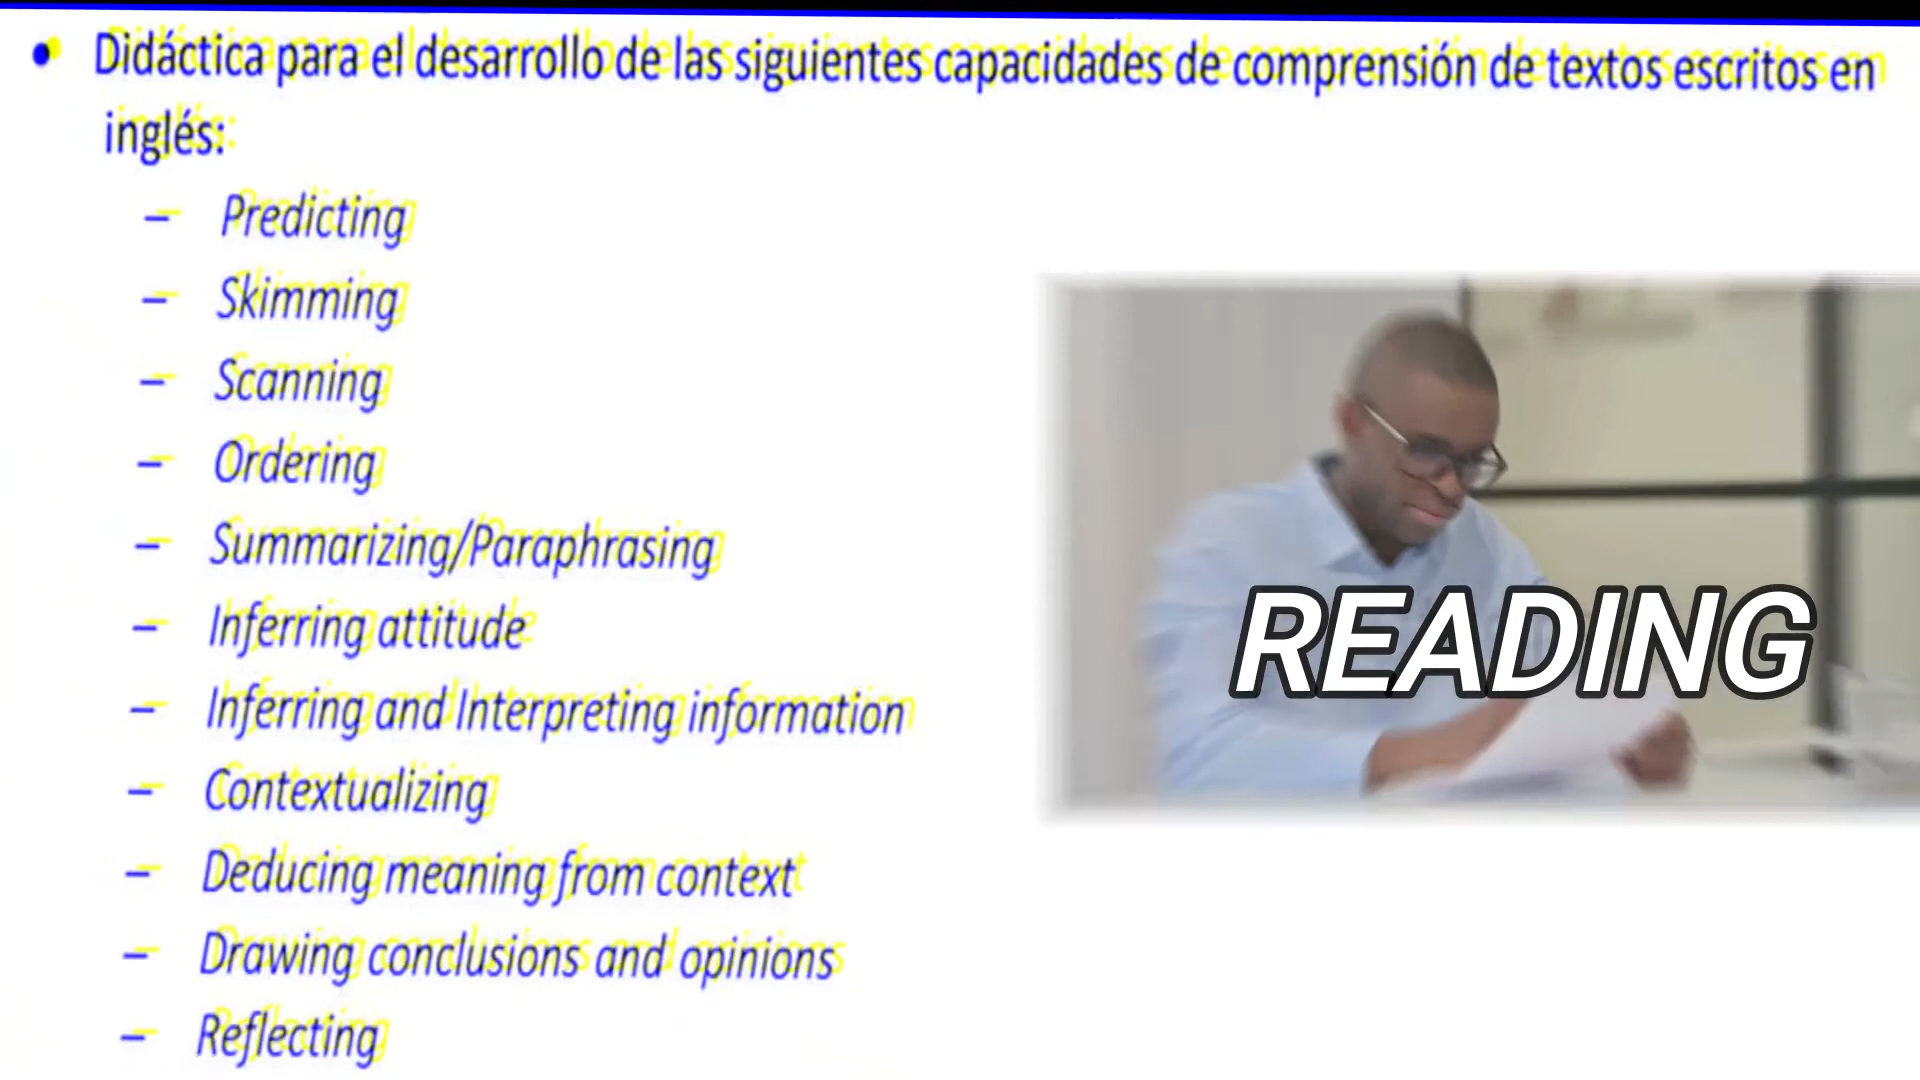 • Didáctica para el desarrollo de las siguientes capacidades de comprensión de textos escritos en
inglés:
– Predicting
– Skimming
– Scanning
– Ordering
– Summarizing/Paraphrasing
– Inferring attitude
– Inferring and Interpreting information
– Contextualizing
– Deducing meaning from context
– Drawing conclusions and opinions
– Reflecting
READING